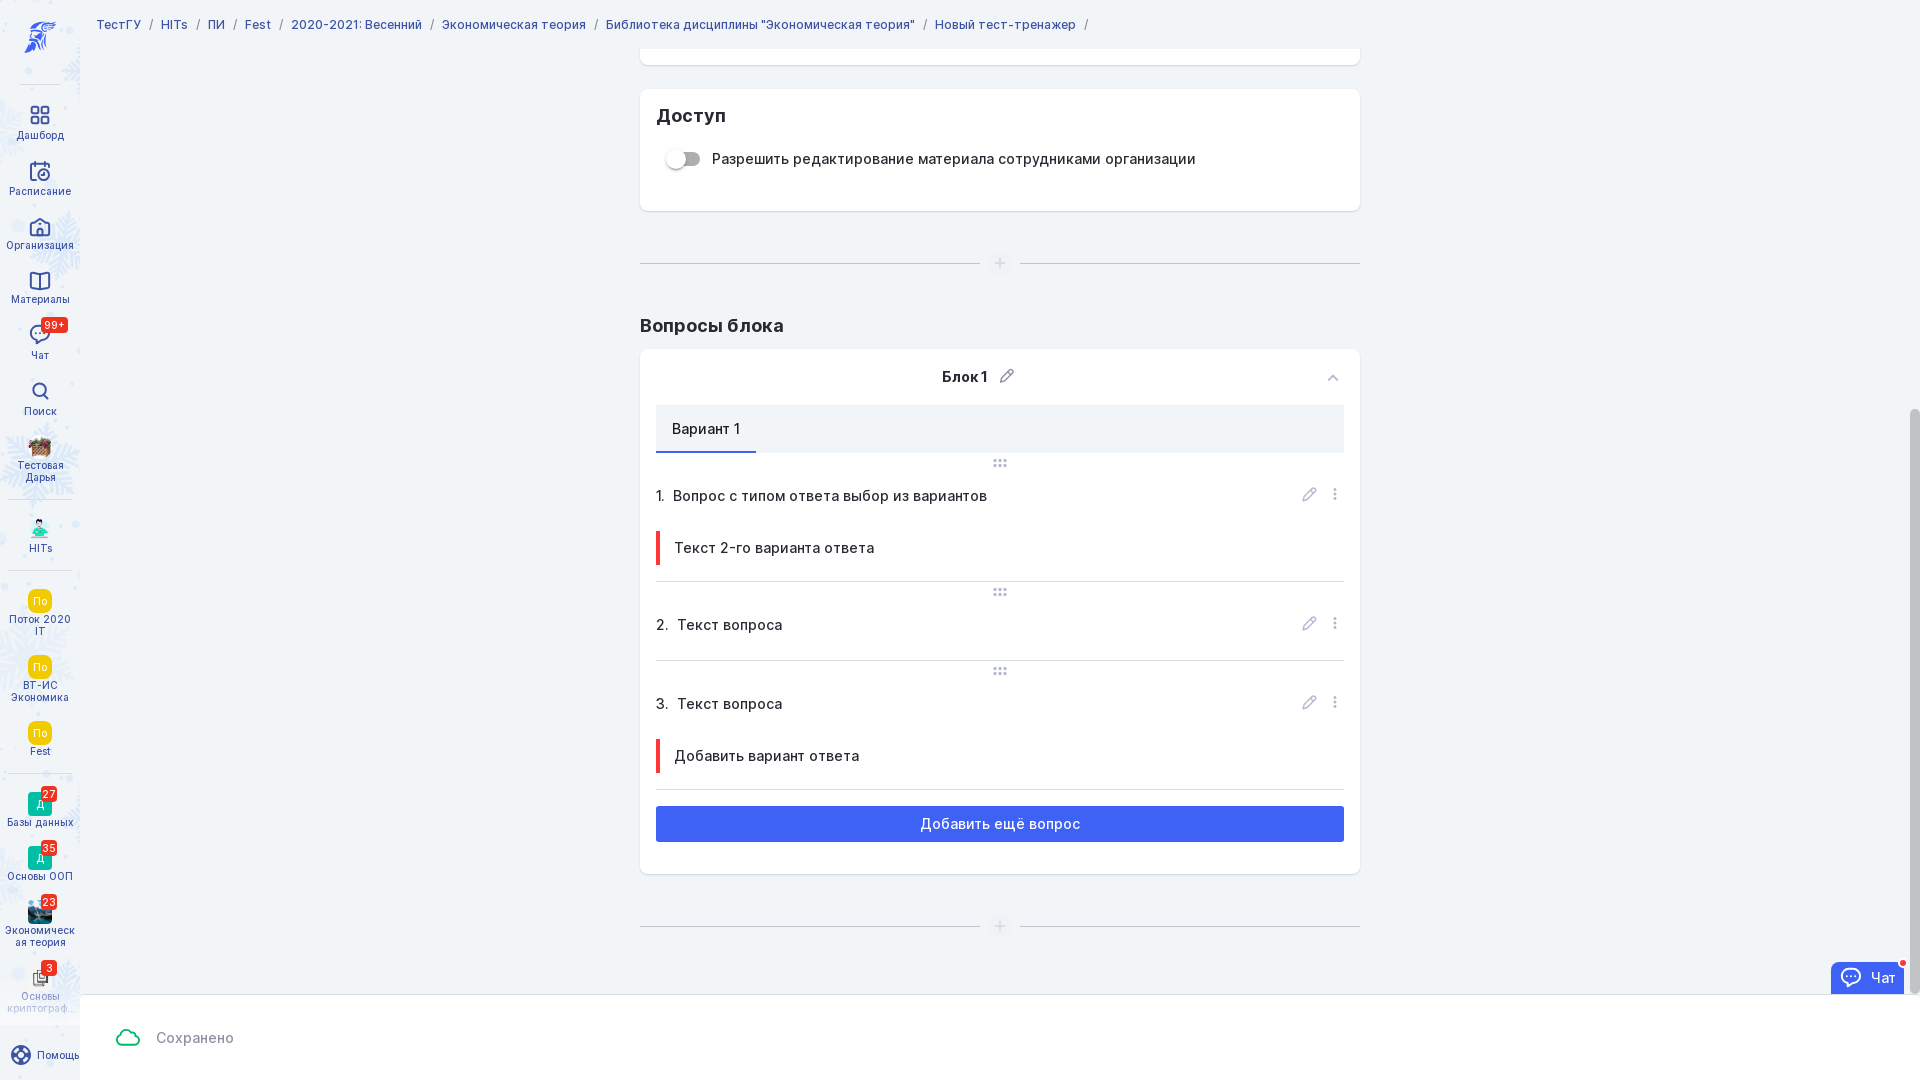 ТестГУ / HITs / ПИ / Fest / 2020-2021: Весенний / Экономическая теория / Библиотека дисциплины "Экономическая теория" / Новый тест-тренажер /
Дашборд
Расписание
Организация
Материалы
99+
Чат
Поиск
Тестовая
Дарья
HITs
По
Поток 2020
IT
По
ВТ-ИС
Экономика
По
Fest
27
Д
Базы данных
35
Д
Основы ООП
23
Экономическ
ая теория
3
Основы
криптограф...
Помощь
Доступ
Разрешить редактирование материала сотрудниками организации
Вопросы блока
Блок 1
Вариант 1
1. Вопрос с типом ответа выбор из вариантов
Текст 2-го варианта ответа
2. Текст вопроса
3. Текст вопроса
Добавить вариант ответа
Добавить ещё вопрос
Чат
Сохранено